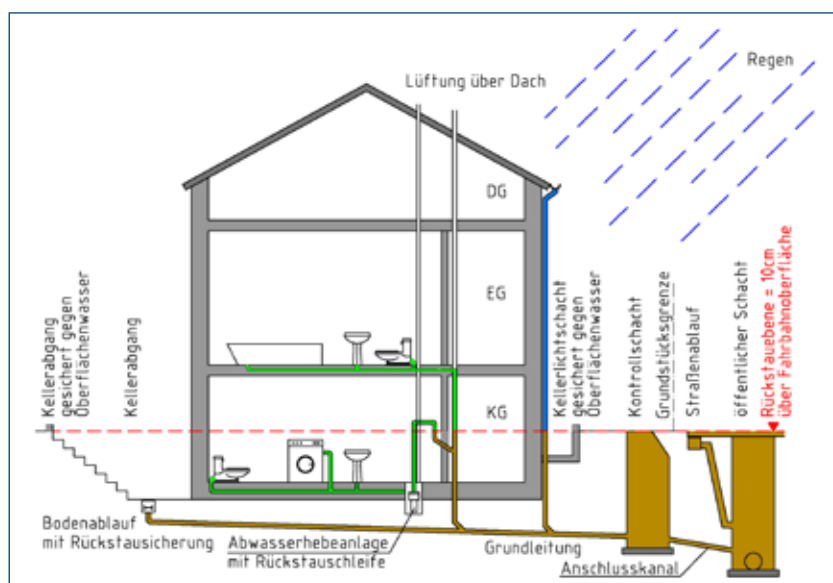 Lüftung über Dach
Regen
DG
EG
KG
Kellerabgang
gesichert gegen
Oberflächenwasser
Kellerabgang
Kellerlichtschacht
gesichert gegen
Oberflächenwasser
Kontrollschacht
Grundstücksgrenze
Straßenablauf
öffentlicher Schacht
Rückstauebene = 10cm
über Fahrbahnoberfläche
Bodenablauf
mit Rückstausicherung
Abwasserhebeanlage
mit Rückstauschleife
Grundleitung
Anschlusskanal